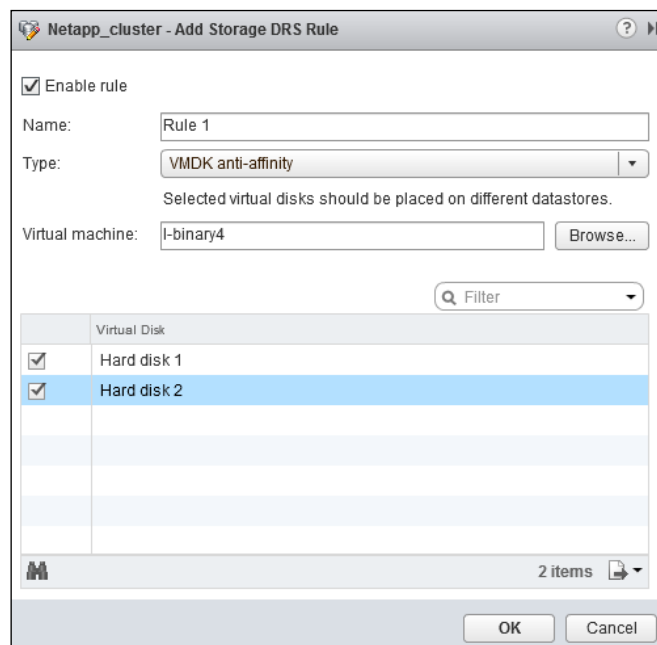 Netapp_cluster - Add Storage DRS Rule ?
Enable rule
Name: Rule 1
Type: VMDK anti-affinity
Selected virtual disks should be placed on different datastores.
Virtual machine: l-binary4 Browse...
Filter
Virtual Disk
Hard disk 1
Hard disk 2
2 items
OK Cancel